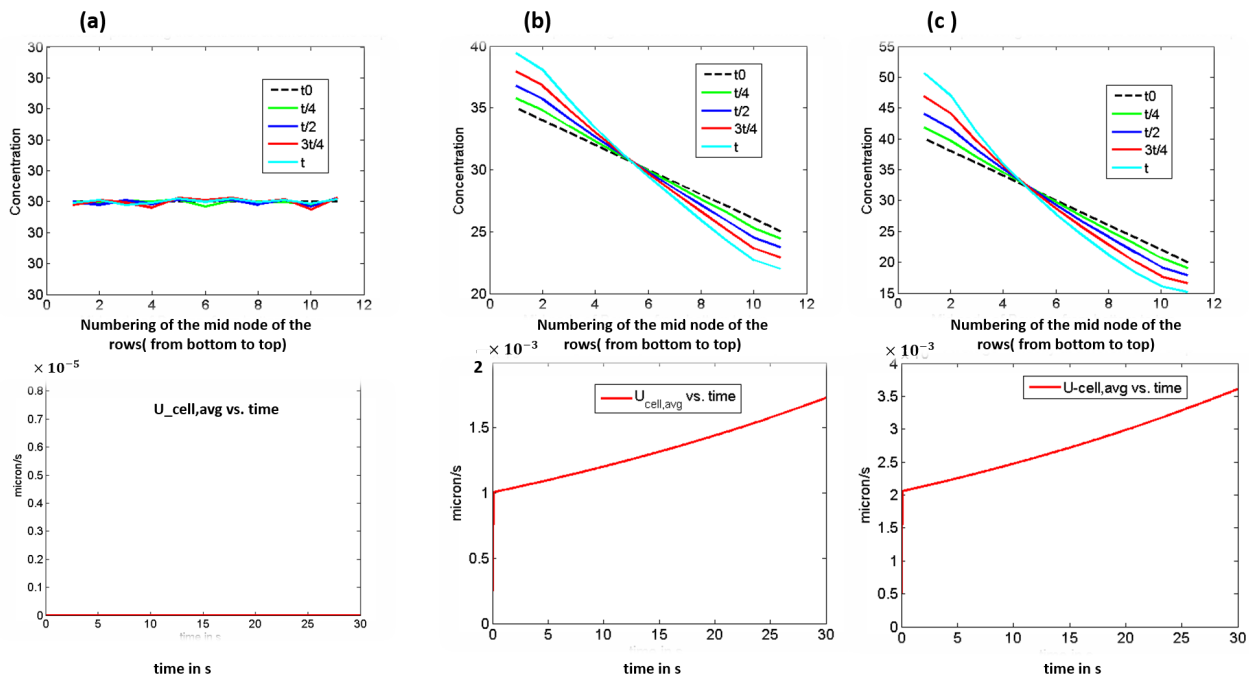 (a)
30
30
30
30
30
30
30
30
30
Concentration
t0
t/4
t/2
3t/4
t
0 2 4 6 8 10 12
Numbering of the mid node of the
rows( from bottom to top)
(b)
40
35
30
25
20
Concentration
t0
t/4
t/2
3t/4
t
0 2 4 6 8 10 12
Numbering of the mid node of the
rows( from bottom to top)
(c )
55
50
45
40
35
30
25
20
15
Concentration
t0
t/4
t/2
3t/4
t
0 2 4 6 8 10 12
Numbering of the mid node of the
rows( from bottom to top)
× 10⁻⁵
U_cell,avg vs. time
0.8
0.7
0.6
0.5
0.4
0.3
0.2
0.1
0
micron/s
0 5 10 15 20 25 30
time in s
time in s
× 10⁻³
U_cell,avg vs. time
2
1.5
1
0.5
0
micron/s
0 5 10 15 20 25 30
time in s
× 10⁻³
U-cell,avg vs. time
4
3.5
3
2.5
2
1.5
1
0.5
0
micron/s
0 5 10 15 20 25 30
time in s